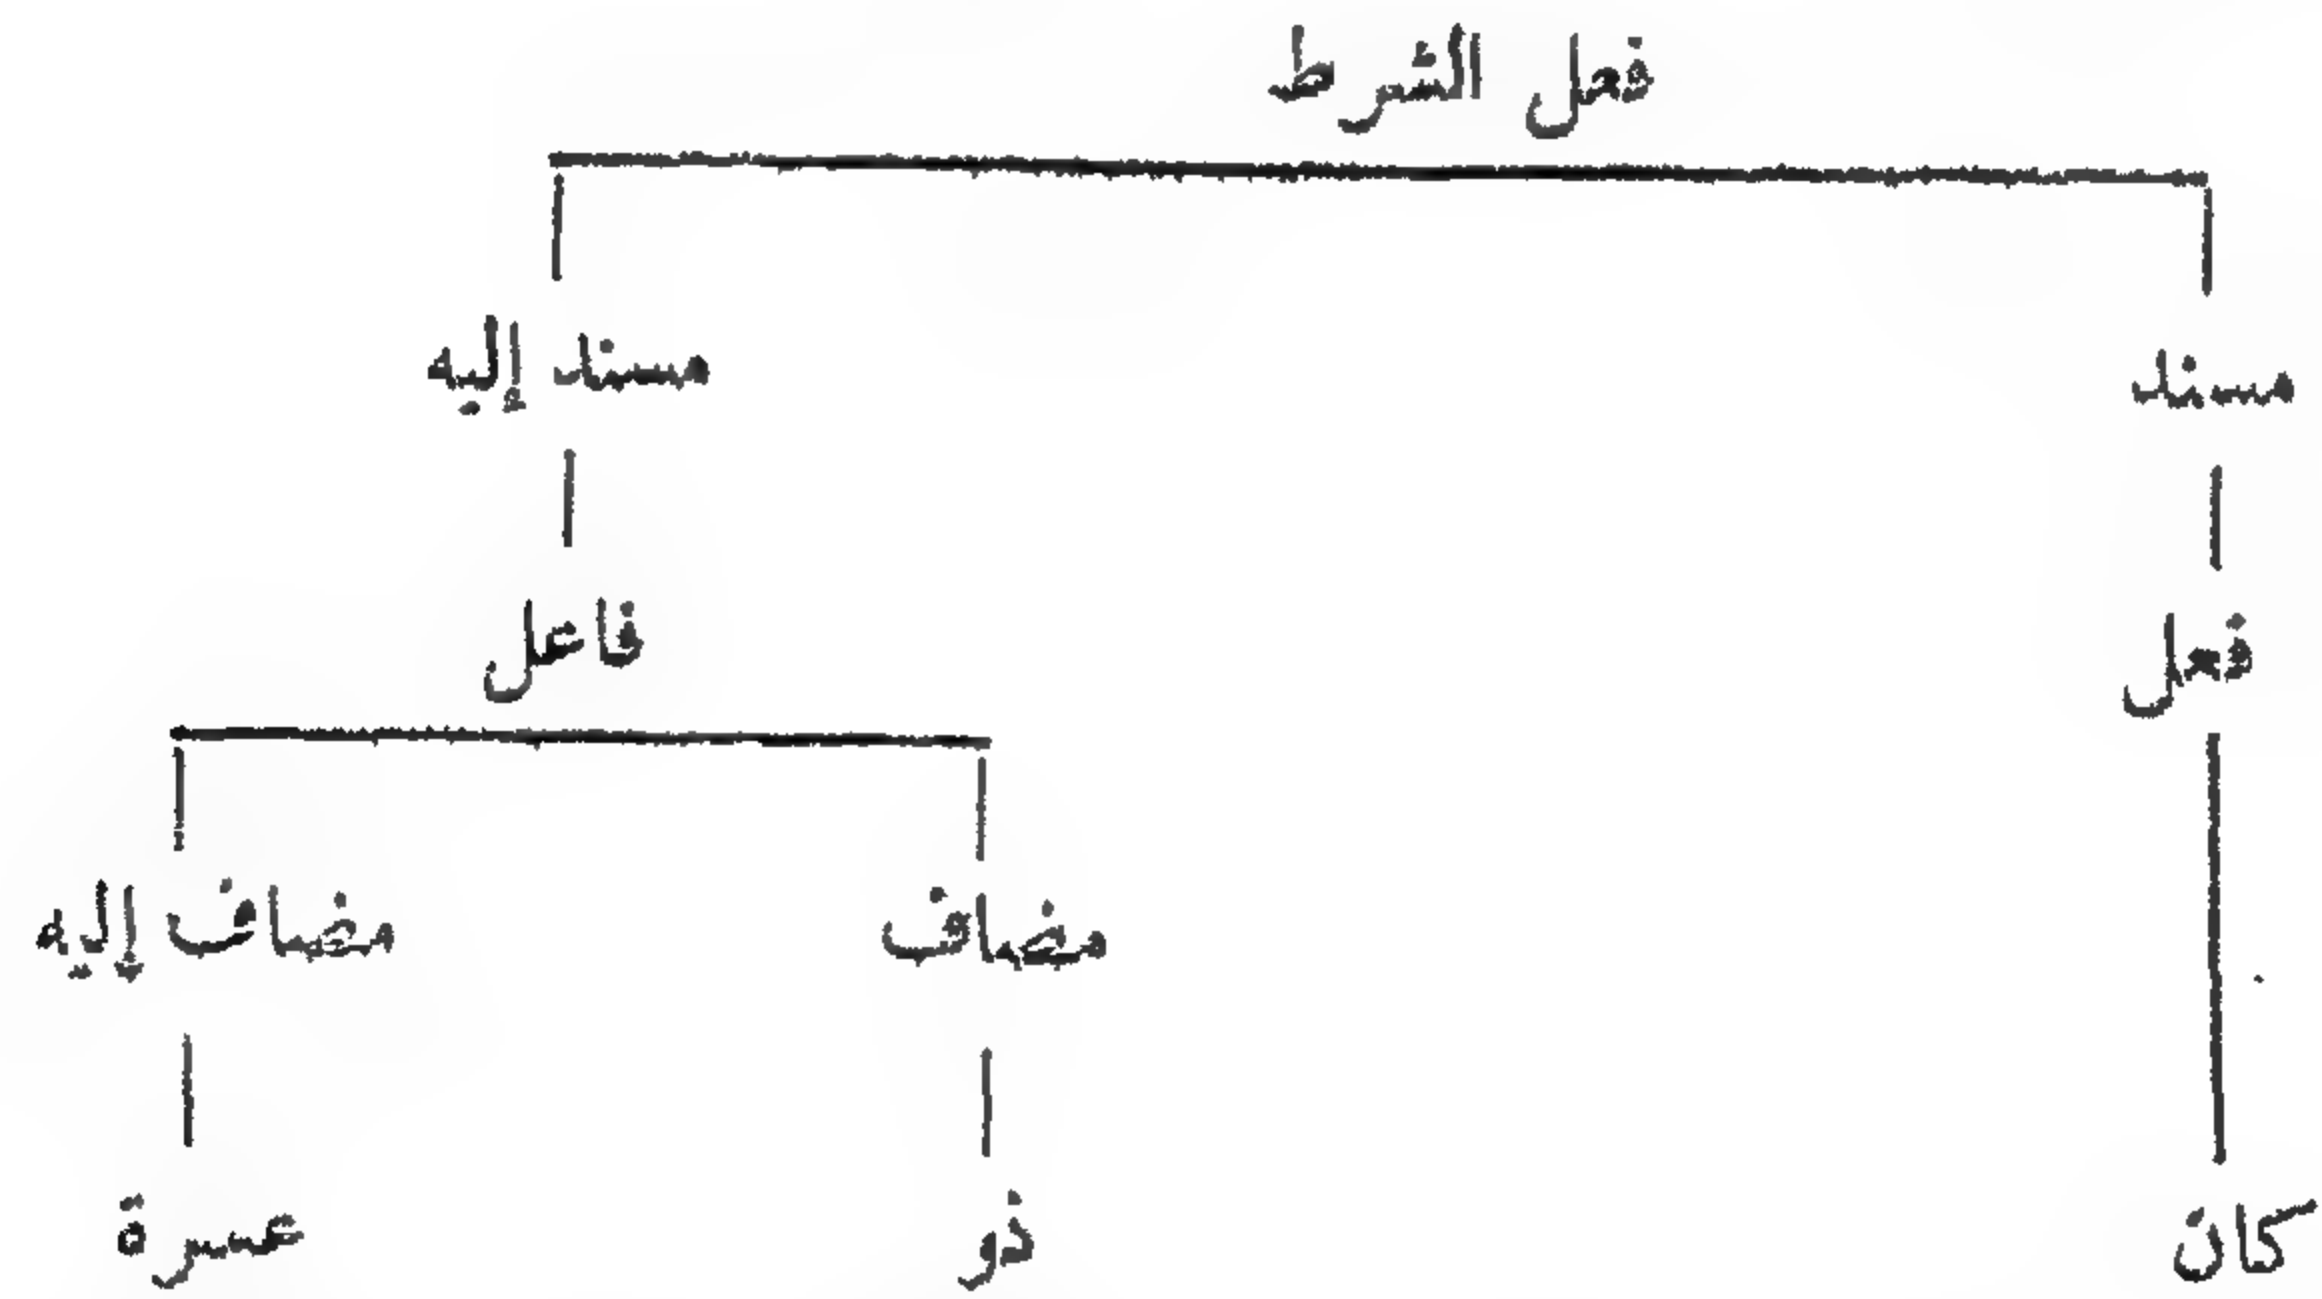 فعل الشرط
مسند مسند إليه
فعل فاعل
مضاف مضاف إليه
كان ذو عسرة